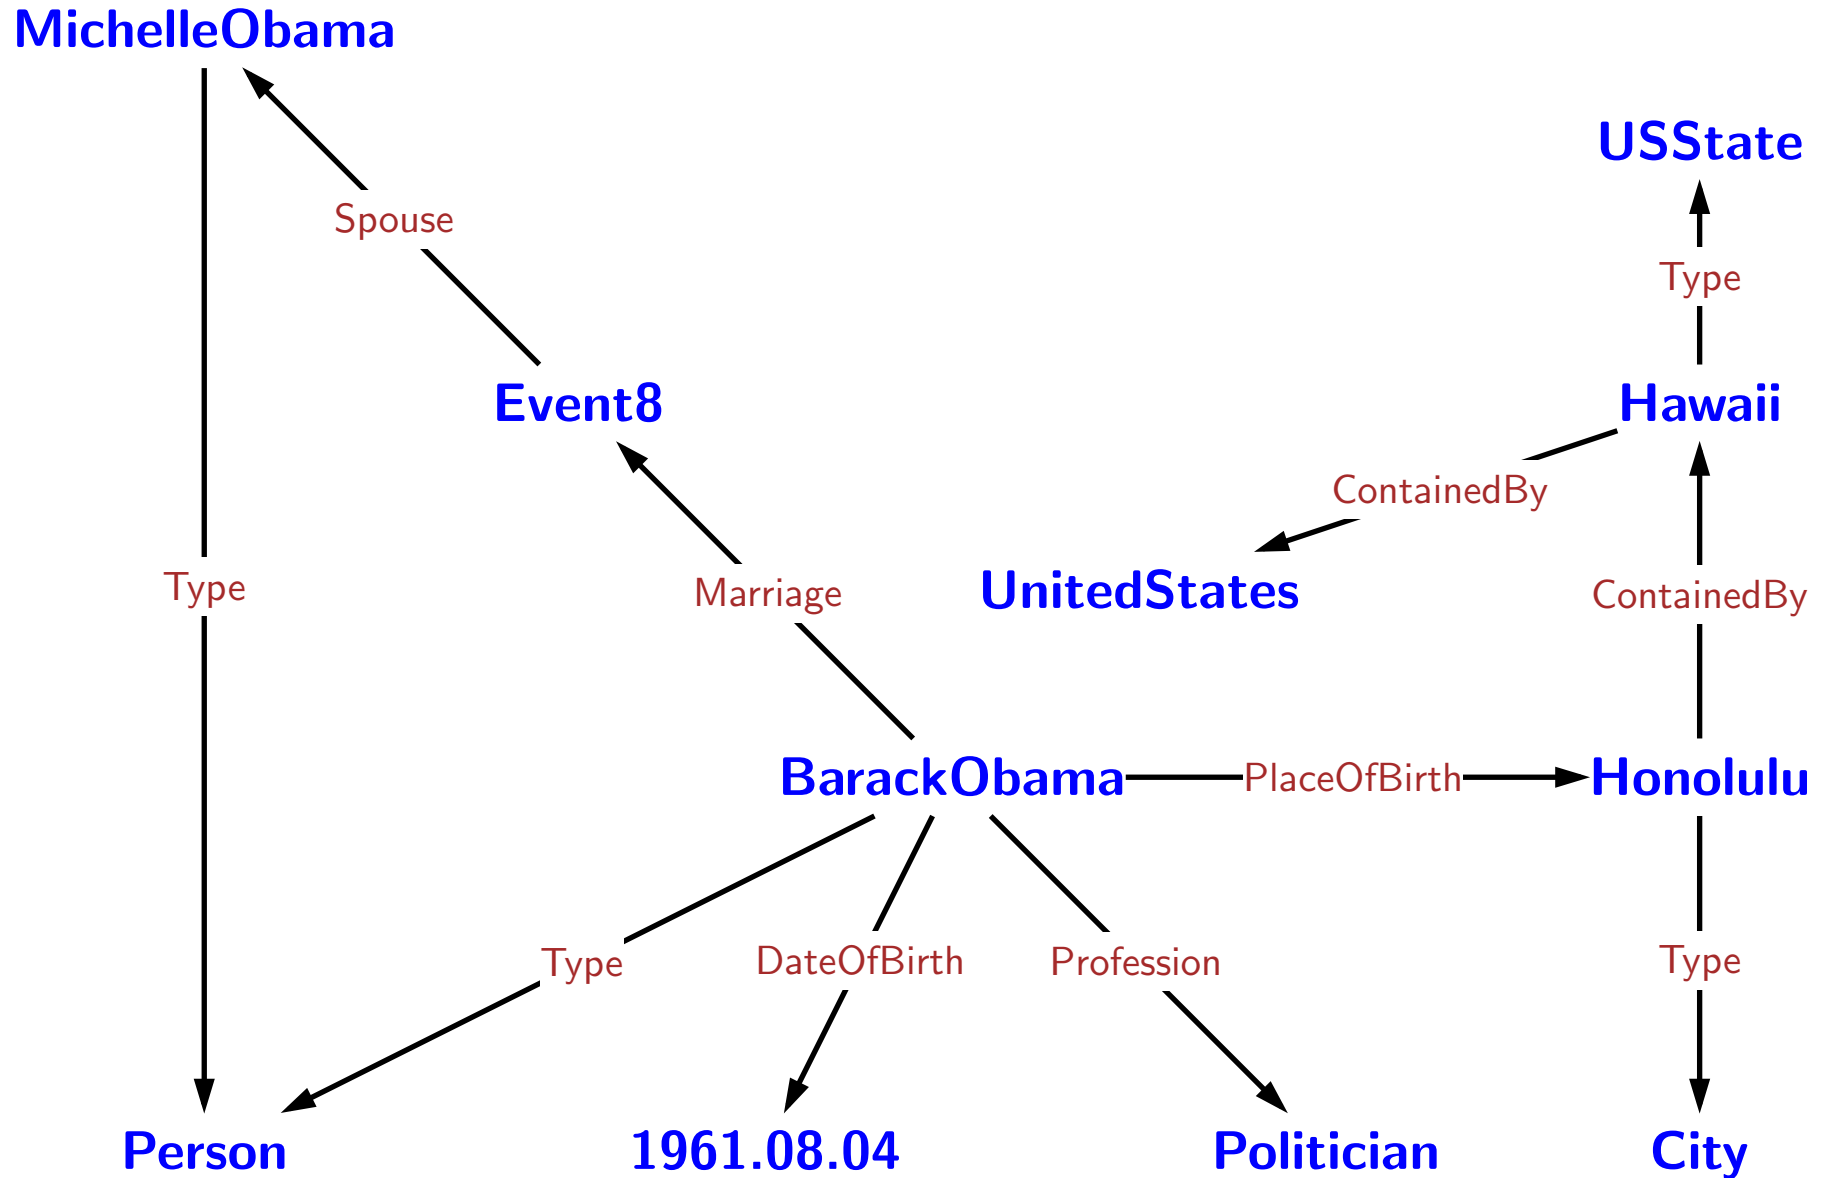 MichelleObama
USState
Spouse
Type
Event8
Hawaii
ContainedBy
Type
Marriage
UnitedStates
ContainedBy
BarackObama
PlaceOfBirth
Honolulu
Type
DateOfBirth
Profession
Type
Person
1961.08.04
Politician
City